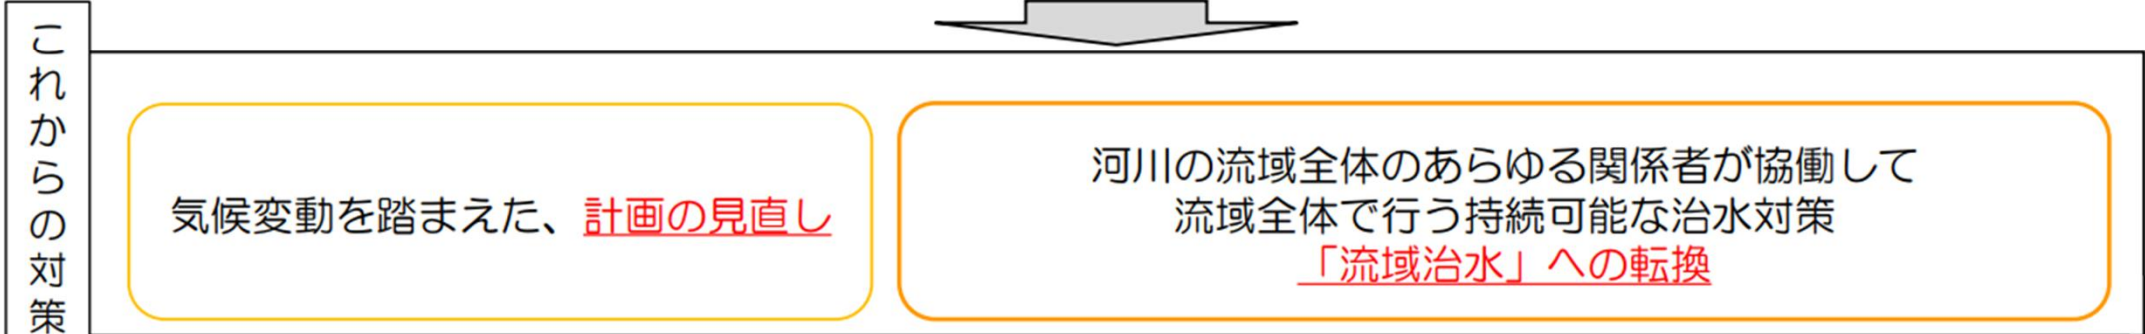 これからの対策
気候変動を踏まえた、計画の見直し
河川の流域全体のあらゆる関係者が協働して
流域全体で行う持続可能な治水対策
「流域治水」への転換